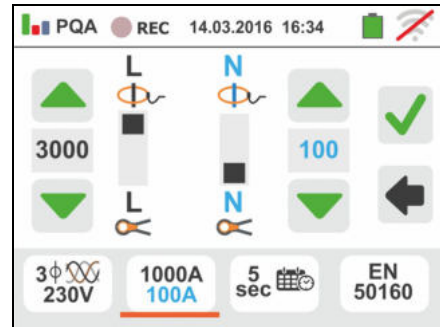 PQA REC 14.03.2016 16:34
L N
3000 100
L N
3ϕ 1000A 5 EN
230V 100A sec 50160